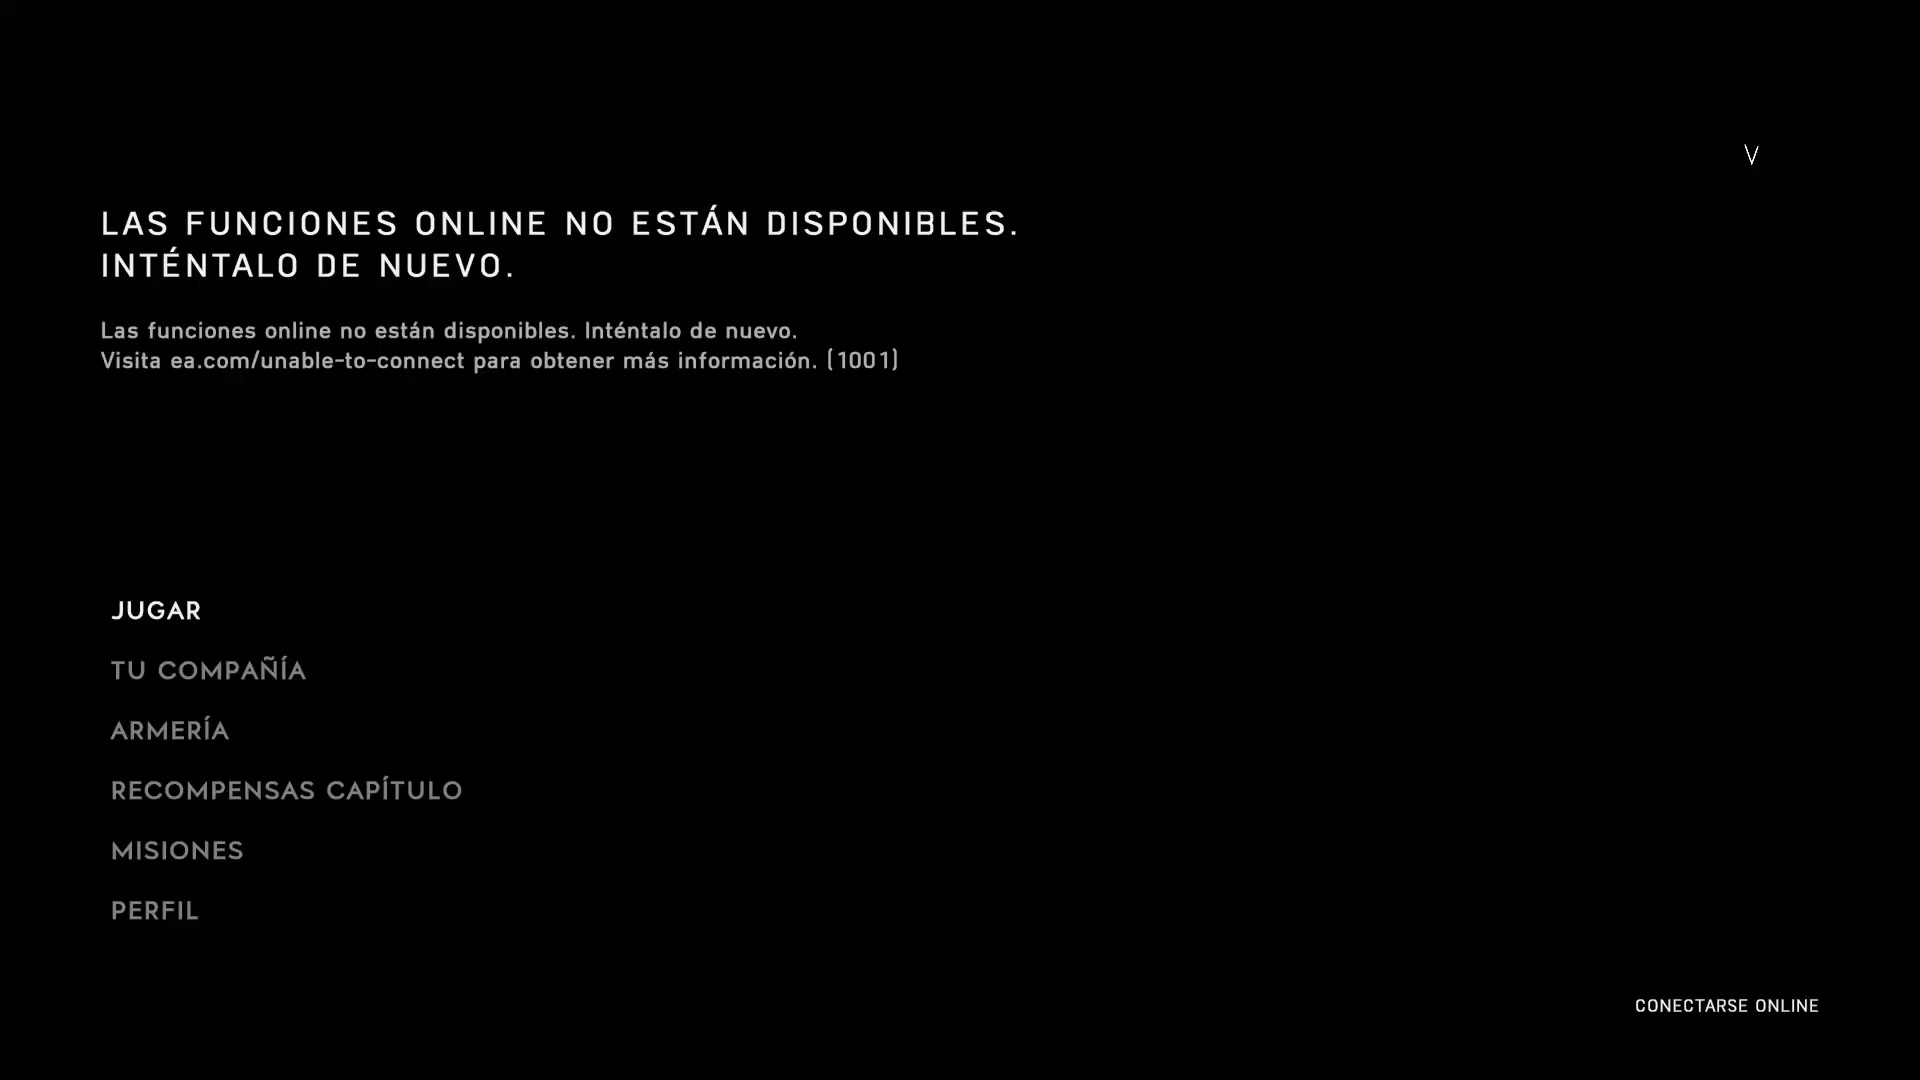 V
LAS FUNCIONES ONLINE NO ESTÁN DISPONIBLES.
INTÉNTALO DE NUEVO.
Las funciones online no están disponibles. Inténtalo de nuevo.
Visita ea.com/unable-to-connect para obtener más información. (1001)
JUGAR
TU COMPAÑÍA
ARMERÍA
RECOMPENSAS CAPÍTULO
MISIONES
PERFIL
CONECTARSE ONLINE